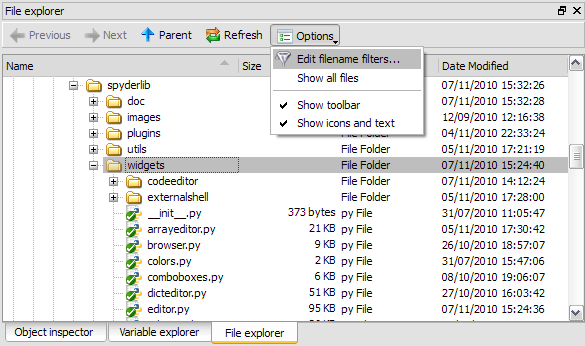 File explorer
Previous Next Parent Refresh Options
Edit filename filters...
Show all files
Show toolbar
Show icons and text
Name Size Date Modified
spyderlib 07/11/2010 15:32:26
doc 07/11/2010 15:32:28
images 12/09/2010 12:16:38
plugins 04/11/2010 22:33:24
utils File Folder 05/11/2010 17:21:19
widgets File Folder 07/11/2010 15:24:40
codeeditor File Folder 07/11/2010 14:12:24
externalshell File Folder 05/11/2010 17:28:00
__init__.py 373 bytes py File 31/07/2010 11:05:47
arrayeditor.py 21 KB py File 05/11/2010 17:30:42
browser.py 9 KB py File 26/10/2010 18:57:07
colors.py 2 KB py File 31/07/2010 15:47:06
comboboxes.py 6 KB py File 08/10/2010 19:06:07
dicteditor.py 51 KB py File 27/10/2010 16:03:42
editor.py 95 KB py File 07/11/2010 15:24:36
Object inspector Variable explorer File explorer